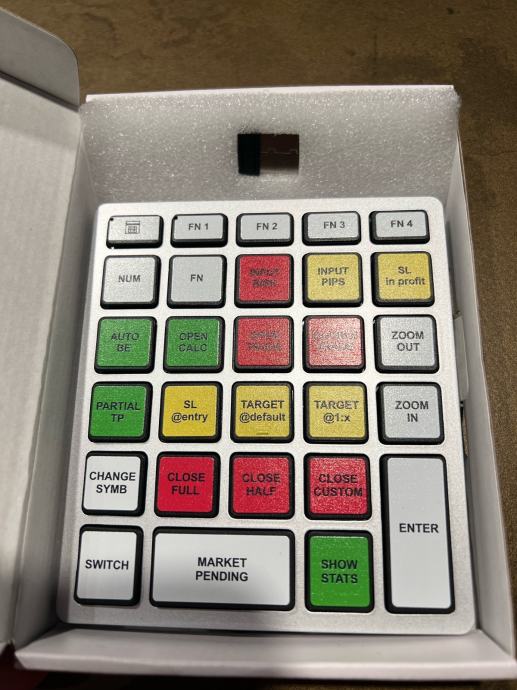 FN 1
FN 2
FN 3
FN 4
NUM
FN
INPUT
INPUT
PIPS
SL
in profit
AUTO
BE
OPEN
CALC
ZOOM
OUT
PARTIAL
TP
SL
@entry
TARGET
@default
TARGET
@1:x
ZOOM
IN
CHANGE
SYMB
CLOSE
FULL
CLOSE
HALF
CLOSE
CUSTOM
ENTER
SWITCH
MARKET
PENDING
SHOW
STATS